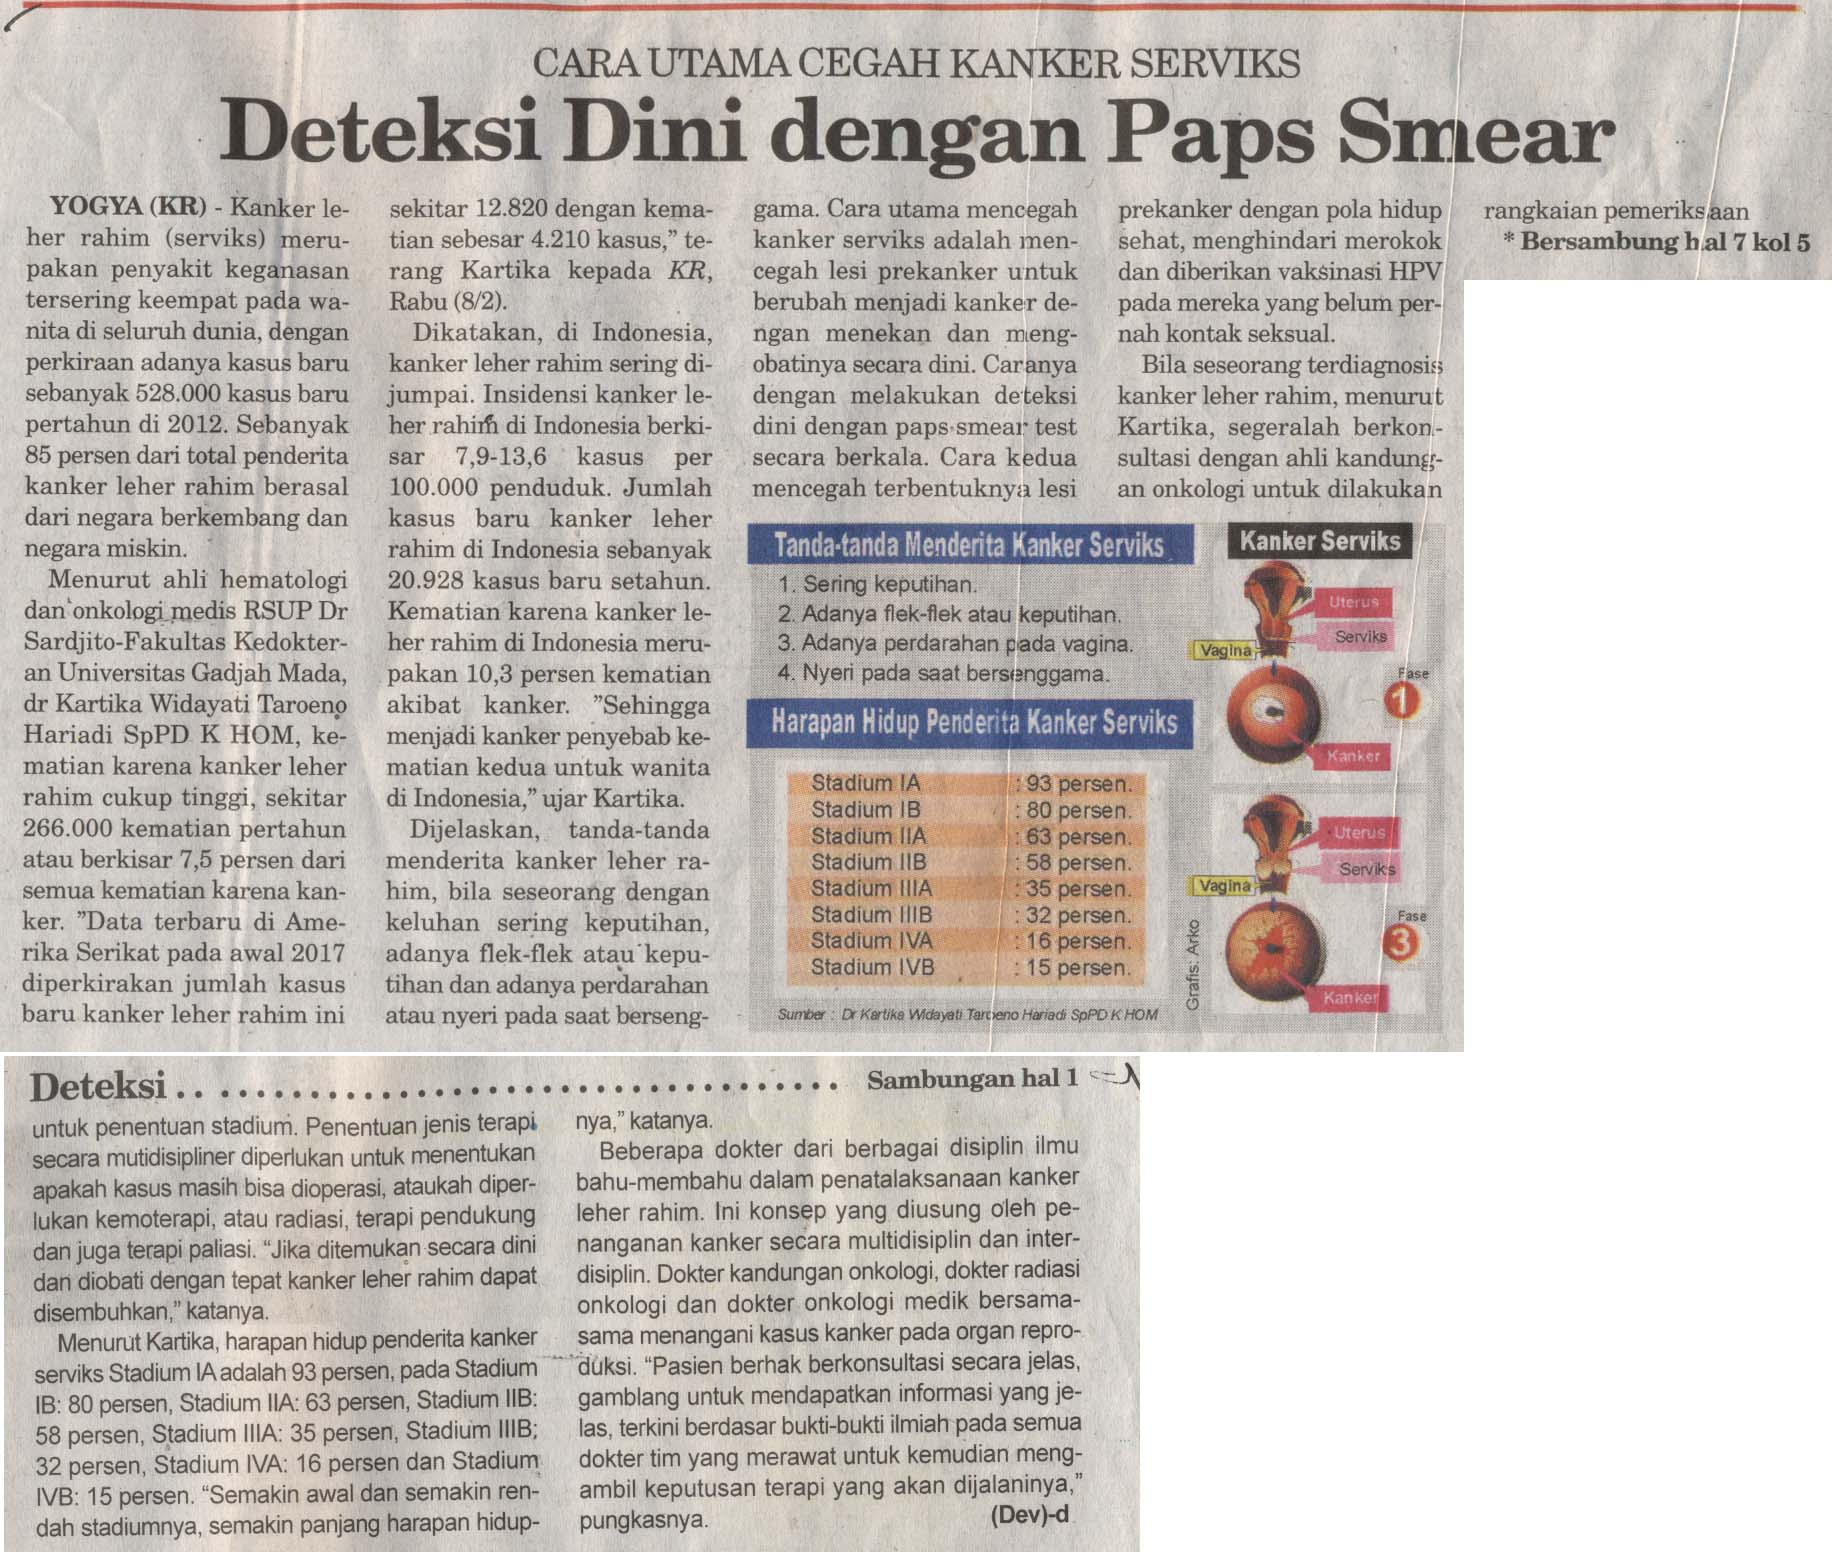 CARA UTAMA CEGAH KANKER SERVIKS
Deteksi Dini dengan Paps Smear
YOGYA (KR) - Kanker le-
her rahim (serviks) meru-
pakan penyakit keganasan
tersering keempat pada wa-
nita di seluruh dunia, dengan
perkiraan adanya kasus baru
sebanyak 528.000 kasus baru
pertahun di 2012. Sebanyak
85 persen dari total penderita
kanker leher rahim berasal
dari negara berkembang dan
negara miskin.
Menurut ahli hematologi
dan onkologi medis RSUP Dr
Sardjito-Fakultas Kedokter-
an Universitas Gadjah Mada,
dr Kartika Widayati Taroeno
Hariadi SpPD K HOM, ke-
matian karena kanker leher
rahim cukup tinggi, sekitar
266.000 kematian pertahun
atau berkisar 7,5 persen dari
semua kematian karena kan-
ker. "Data terbaru di Ame-
rika Serikat pada awal 2017
diperkirakan jumlah kasus
baru kanker leher rahim ini
sekitar 12.820 dengan kema-
tian sebesar 4.210 kasus," te-
rang Kartika kepada KR,
Rabu (8/2).
Dikatakan, di Indonesia,
kanker leher rahim sering di-
jumpai. Insidensi kanker le-
her rahim di Indonesia berki-
sar 7,9-13,6 kasus per
100.000 penduduk. Jumlah
kasus baru kanker leher
rahim di Indonesia sebanyak
20.928 kasus baru setahun.
Kematian karena kanker le-
her rahim di Indonesia meru-
pakan 10,3 persen kematian
akibat kanker. "Sehingga
menjadi kanker penyebab ke-
matian kedua untuk wanita
di Indonesia," ujar Kartika.
Dijelaskan, tanda-tanda
menderita kanker leher ra-
him, bila seseorang dengan
keluhan sering keputihan,
adanya flek-flek atau kepu-
tihan dan adanya perdarahan
atau nyeri pada saat berseng-
gama. Cara utama mencegah
kanker serviks adalah men-
cegah lesi prekanker untuk
berubah menjadi kanker de-
ngan menekan dan meng-
obatinya secara dini. Caranya
dengan melakukan deteksi
dini dengan paps smear test
secara berkala. Cara kedua
mencegah terbentuknya lesi
prekanker dengan pola hidup
sehat, menghindari merokok
dan diberikan vaksinasi HPV
pada mereka yang belum per-
nah kontak seksual.
Bila seseorang terdiagnosis
kanker leher rahim, menurut
Kartika, segeralah berkon-
sultasi dengan ahli kandung-
an onkologi untuk dilakukan
rangkaian pemeriksaan
* Bersambung hal 7 kol 5
Tanda-tanda Menderita Kanker Serviks
1. Sering keputihan.
2. Adanya flek-flek atau keputihan.
3. Adanya perdarahan pada vagina.
4. Nyeri pada saat bersenggama.
Harapan Hidup Penderita Kanker Serviks
Stadium IA : 93 persen.
Stadium IB : 80 persen.
Stadium IIA : 63 persen.
Stadium IIB : 58 persen.
Stadium IIIA : 35 persen.
Stadium IIIB : 32 persen.
Stadium IVA : 16 persen.
Stadium IVB : 15 persen.
Sumber : Dr Kartika Widayati Taroeno Hariadi SpPD K HOM
Grafis: Arko
Kanker Serviks
Uterus
Serviks
Vagina
Fase
1
Kanker
Uterus
Serviks
Vagina
Fase
3
Kanker
Deteksi . . . . . . . . . . . . . . . . . . . . . . . . . . . . . . . . . . . . . Sambungan hal 1
untuk penentuan stadium. Penentuan jenis terapi
secara mutidisipliner diperlukan untuk menentukan
apakah kasus masih bisa dioperasi, ataukah diper-
lukan kemoterapi, atau radiasi, terapi pendukung
dan juga terapi paliasi. "Jika ditemukan secara dini
dan diobati dengan tepat kanker leher rahim dapat
disembuhkan," katanya.
Menurut Kartika, harapan hidup penderita kanker
serviks Stadium IA adalah 93 persen, pada Stadium
IB: 80 persen, Stadium IIA: 63 persen, Stadium IIB:
58 persen, Stadium IIIA: 35 persen, Stadium IIIB;
32 persen, Stadium IVA: 16 persen dan Stadium
IVB: 15 persen. "Semakin awal dan semakin ren-
dah stadiumnya, semakin panjang harapan hidup-
nya," katanya.
Beberapa dokter dari berbagai disiplin ilmu
bahu-membahu dalam penatalaksanaan kanker
leher rahim. Ini konsep yang diusung oleh pe-
nanganan kanker secara multidisiplin dan inter-
disiplin. Dokter kandungan onkologi, dokter radiasi
onkologi dan dokter onkologi medik bersama-
sama menangani kasus kanker pada organ repro-
duksi. "Pasien berhak berkonsultasi secara jelas,
gamblang untuk mendapatkan informasi yang je-
las, terkini berdasar bukti-bukti ilmiah pada semua
dokter tim yang merawat untuk kemudian meng-
ambil keputusan terapi yang akan dijalaninya,"
pungkasnya. (Dev)-d